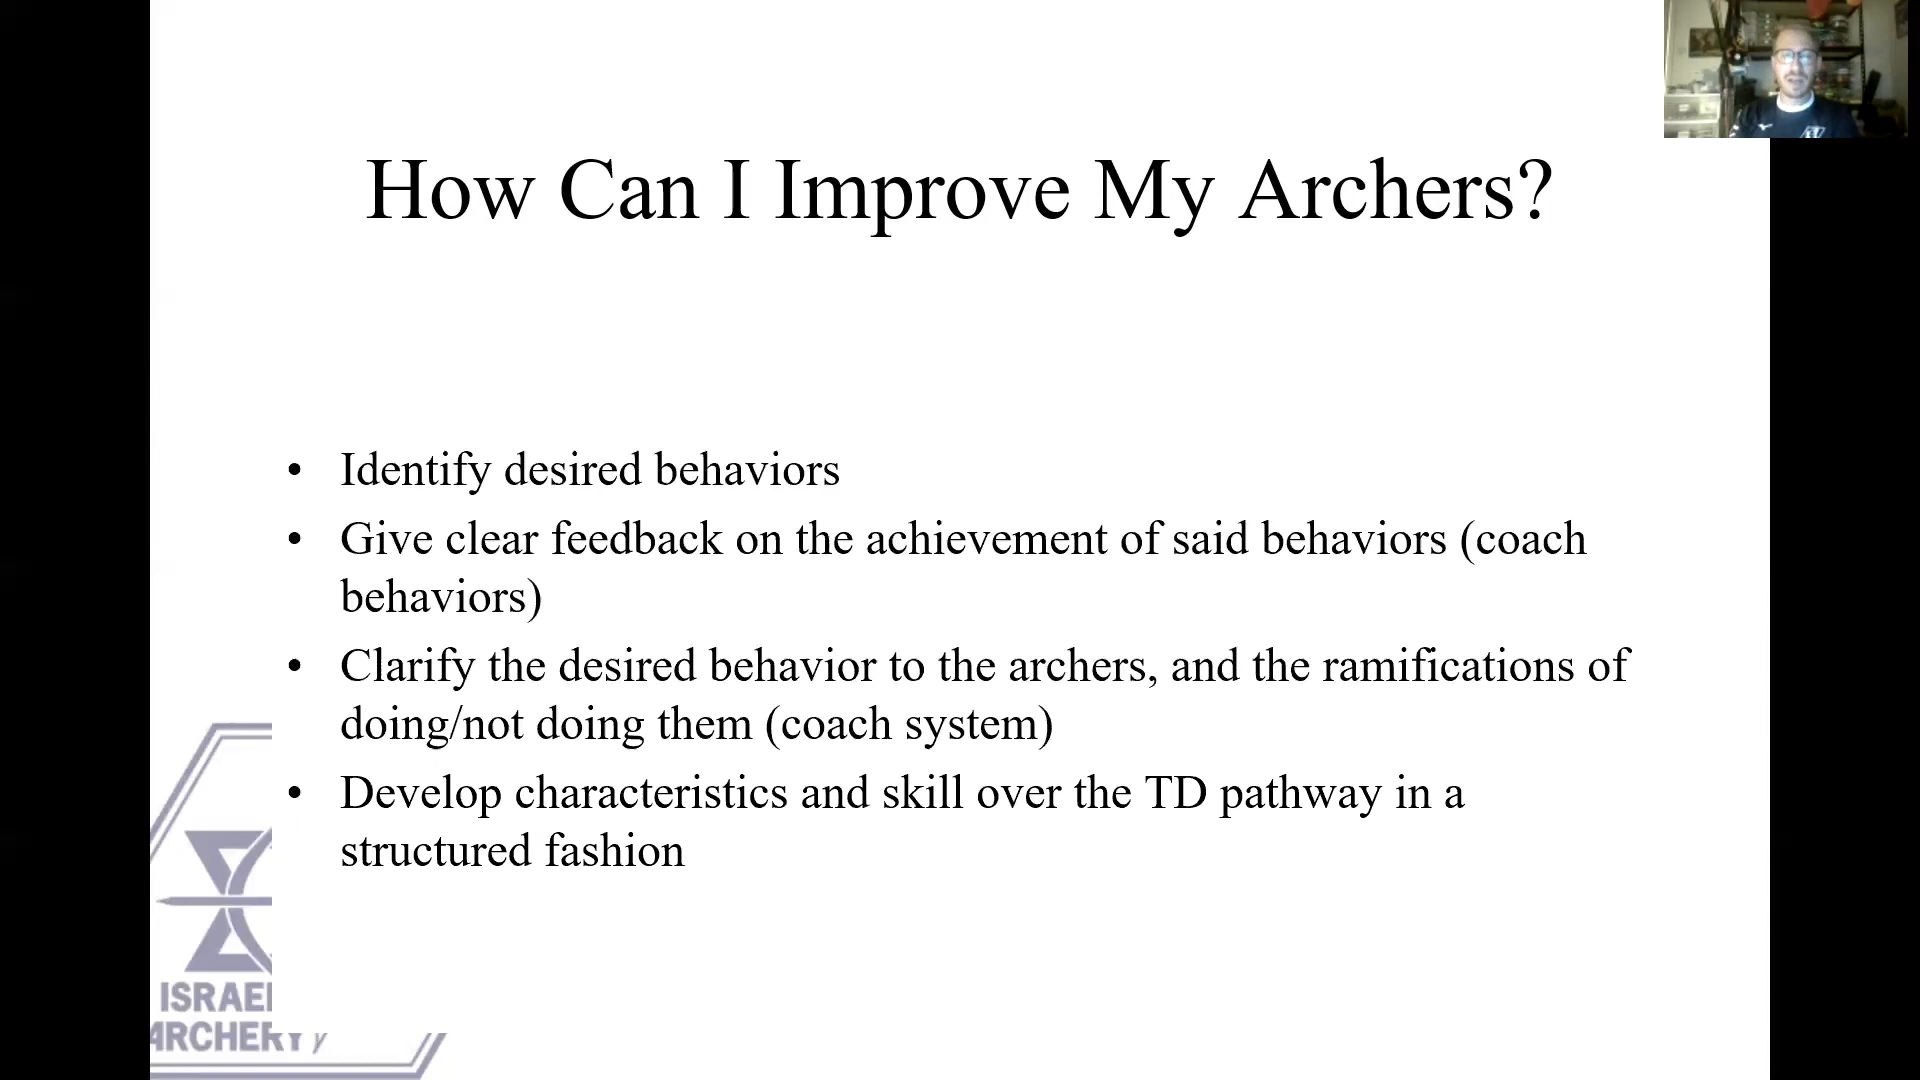 How Can I Improve My Archers?
• Identify desired behaviors
• Give clear feedback on the achievement of said behaviors (coach
behaviors)
• Clarify the desired behavior to the archers, and the ramifications of
doing/not doing them (coach system)
• Develop characteristics and skill over the TD pathway in a
structured fashion
ISRAEL
ARCHERY